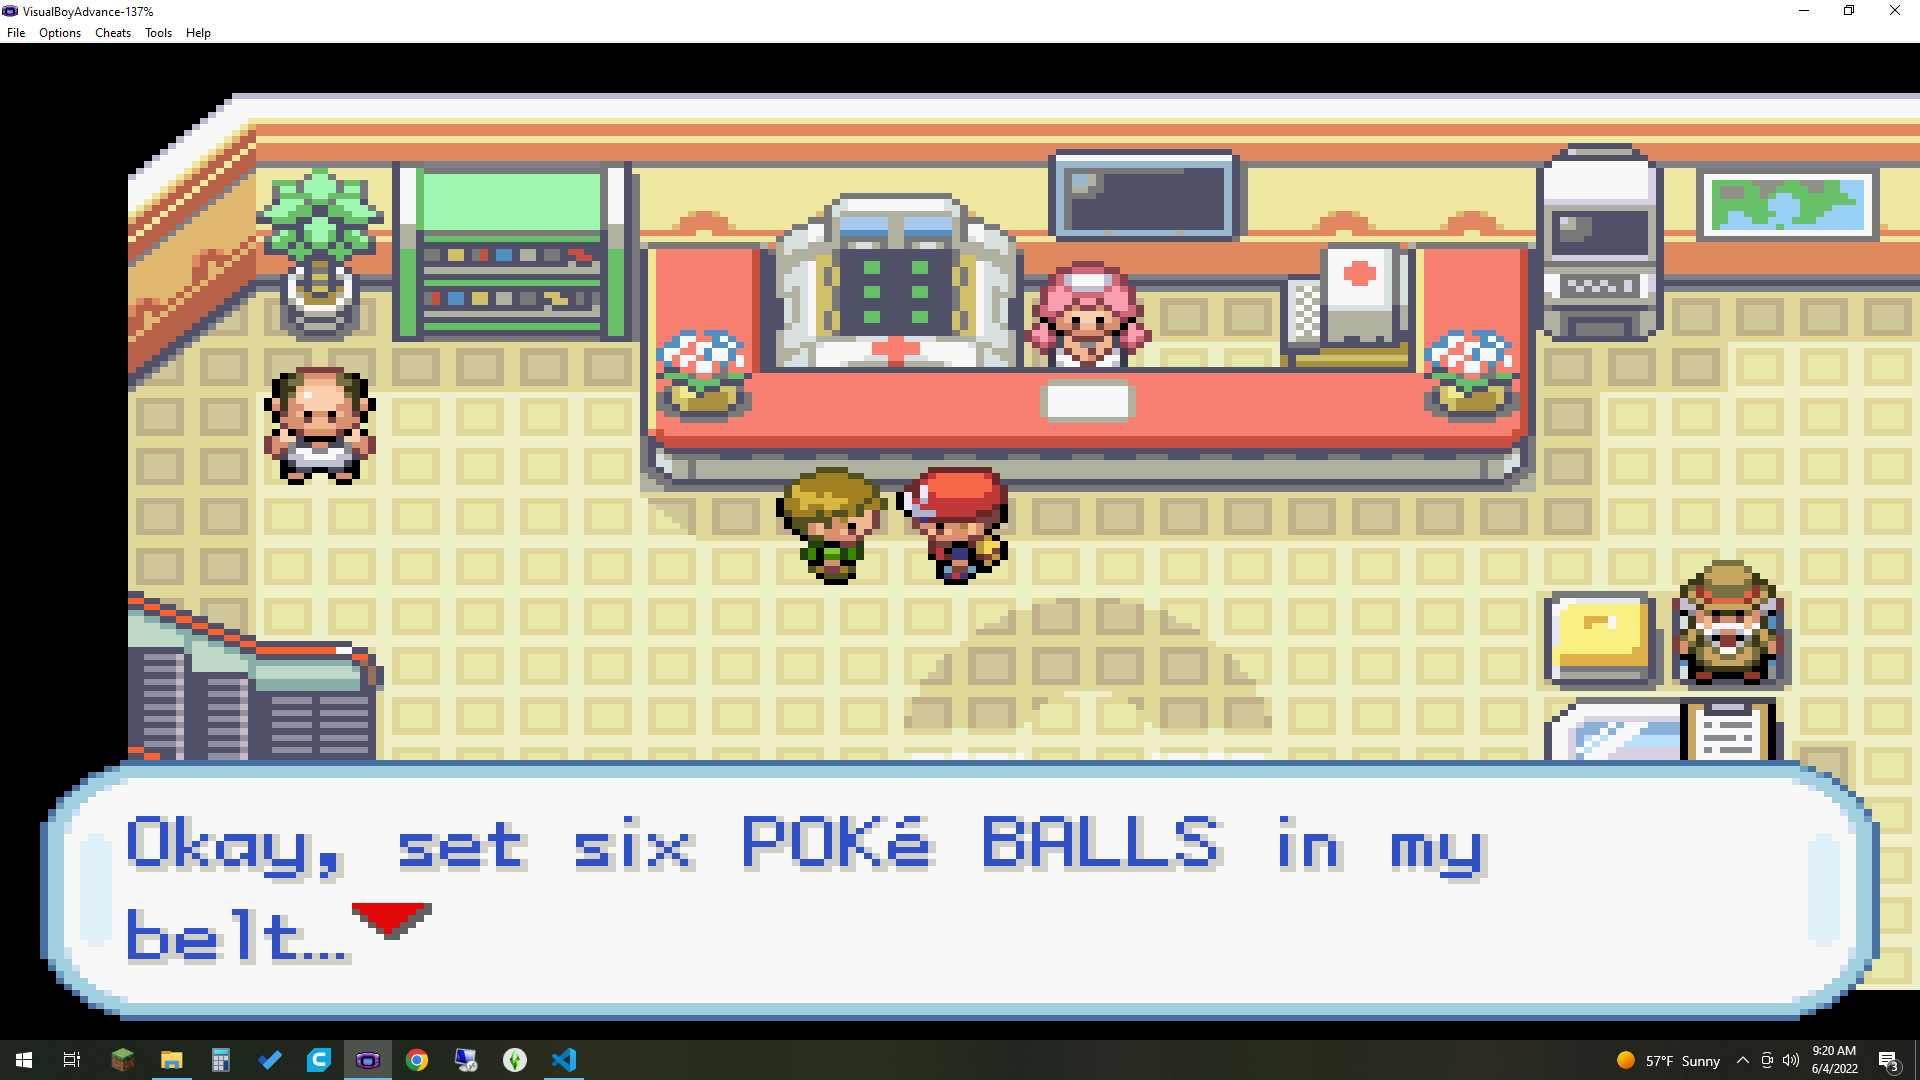 VisualBoyAdvance-137%
File Options Cheats Tools Help
Okay, set six POKé BALLS in my
belt…
57°F Sunny
9:20 AM
6/4/2022
3